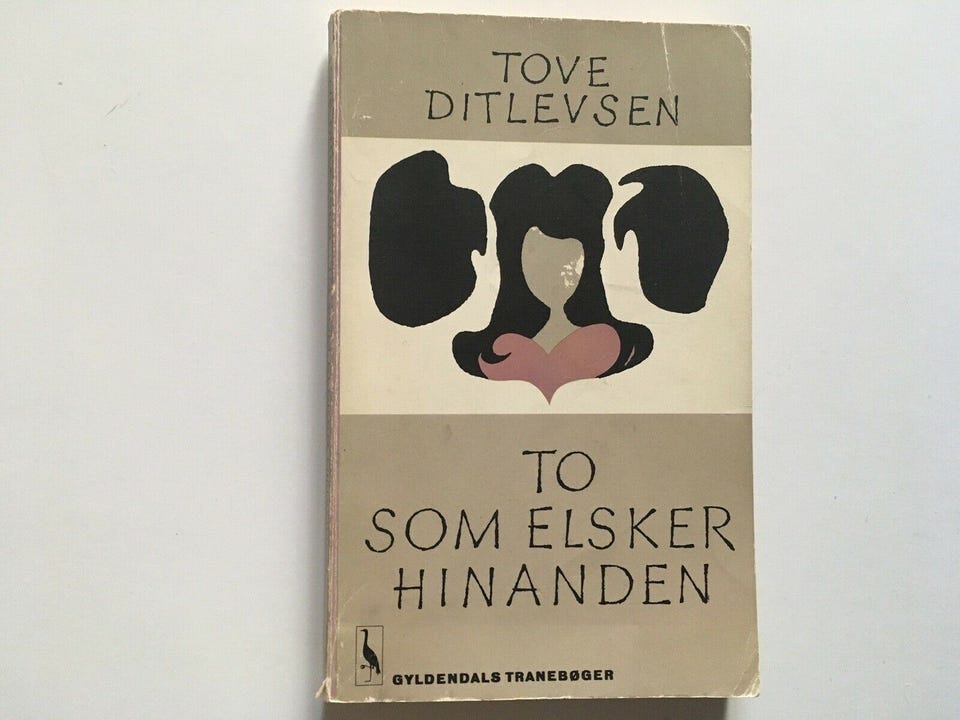 TOVE
DITLEVSEN
TO
SOM ELSKER
HINANDEN
GYLDENDALS TRANEBØGER